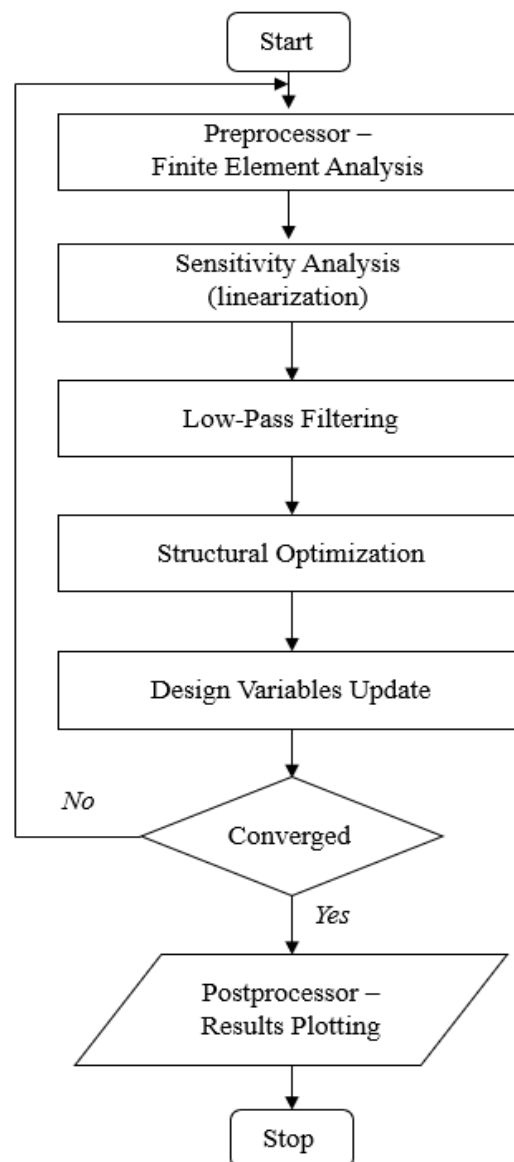 Start
Preprocessor –
Finite Element Analysis
Sensitivity Analysis
(linearization)
Low-Pass Filtering
Structural Optimization
Design Variables Update
No
Converged
Yes
Postprocessor –
Results Plotting
Stop